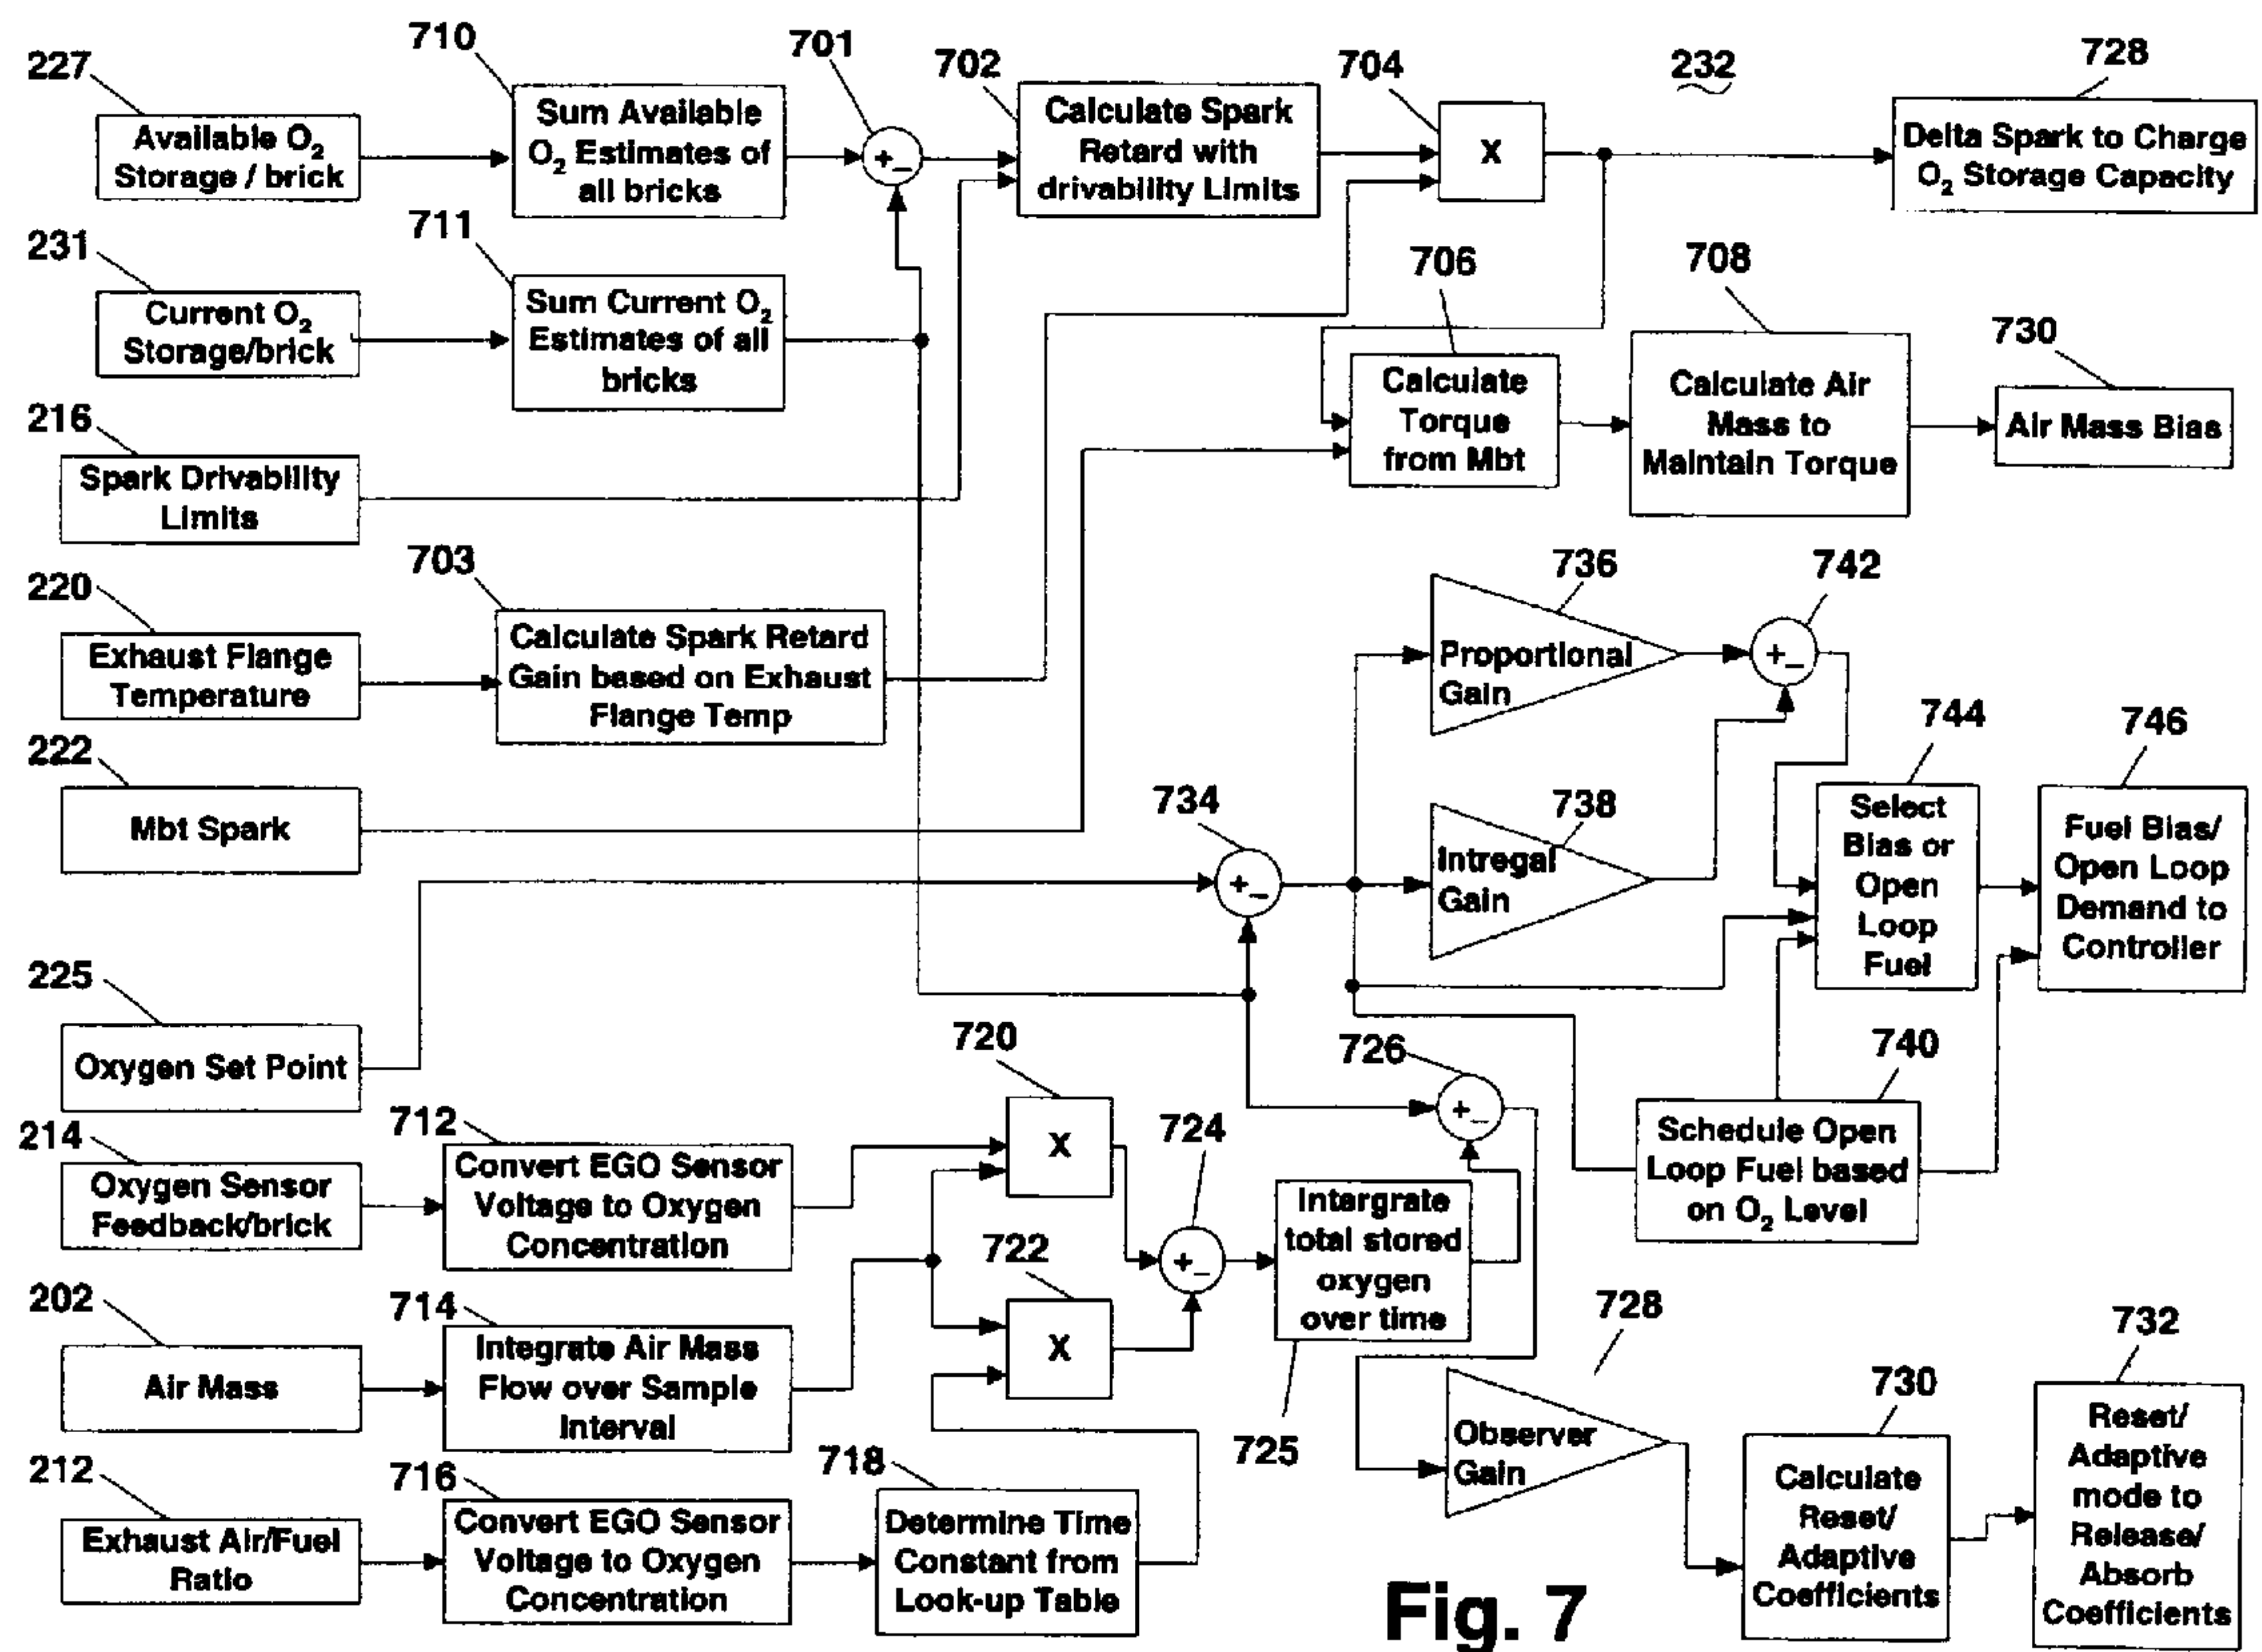 710
701
702
704
232
728
227
Available O2
Storage / brick
Sum Available
O2 Estimates of
all bricks
+ -
Calculate Spark
Retard with
drivability Limits
X
Delta Spark to Charge
O2 Storage Capacity
231
711
Current O2
Storage/brick
Sum Current O2
Estimates of all
bricks
706
708
730
Calculate
Torque
from Mbt
Calculate Air
Mass to
Maintain Torque
Air Mass Bias
216
Spark Drivability
Limits
220
703
Exhaust Flange
Temperature
Calculate Spark Retard
Gain based on Exhaust
Flange Temp
736
742
Proportional
Gain
+ -
222
Mbt Spark
734
738
744
746
+ -
Intregal
Gain
Select
Bias or
Open
Loop
Fuel
Fuel Bias/
Open Loop
Demand to
Controller
225
Oxygen Set Point
720
726
740
X
+ -
Schedule Open
Loop Fuel based
on O2 Level
214
712
724
Oxygen Sensor
Feedback/brick
Convert EGO Sensor
Voltage to Oxygen
Concentration
+ -
Intergrate
total stored
oxygen
over time
725
202
714
722
Air Mass
Integrate Air Mass
Flow over Sample
Interval
X
728
730
732
Observer
Gain
Calculate
Reset/
Adaptive
Coefficients
Reset/
Adaptive
mode to
Release/
Absorb
Coefficients
212
716
718
Exhaust Air/Fuel
Ratio
Convert EGO Sensor
Voltage to Oxygen
Concentration
Determine Time
Constant from
Look-up Table
Fig. 7